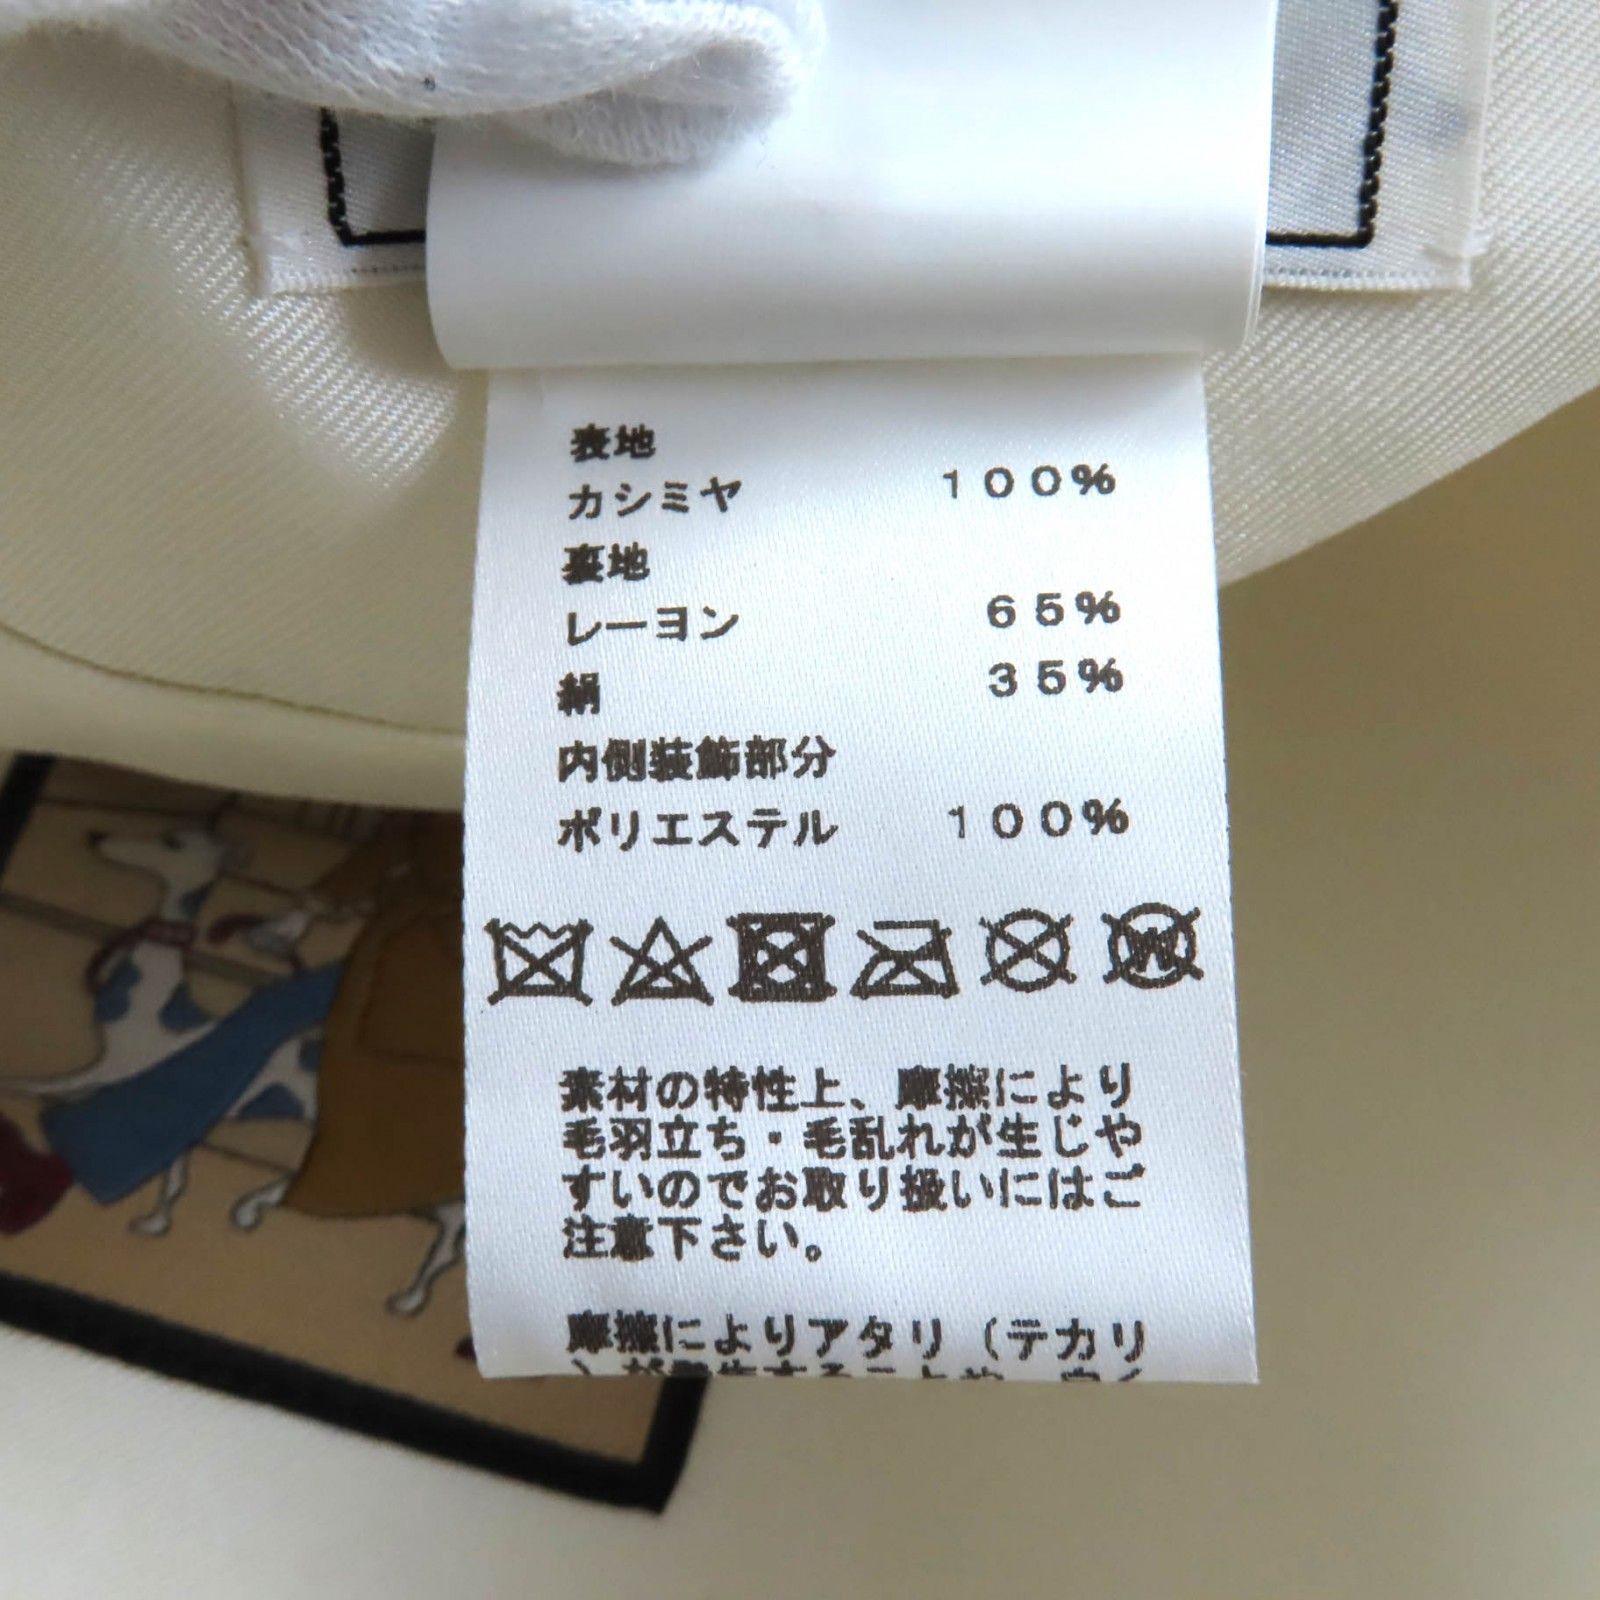 表地
カシミヤ 100%
裏地
レーヨン 65%
絹 35%
内側装飾部分
ポリエステル 100%
W
素材の特性上、摩擦により
毛羽立ち・毛乱れが生じや
すいのでお取り扱いにはご
注意下さい。
摩擦によりアタリ（テカリ